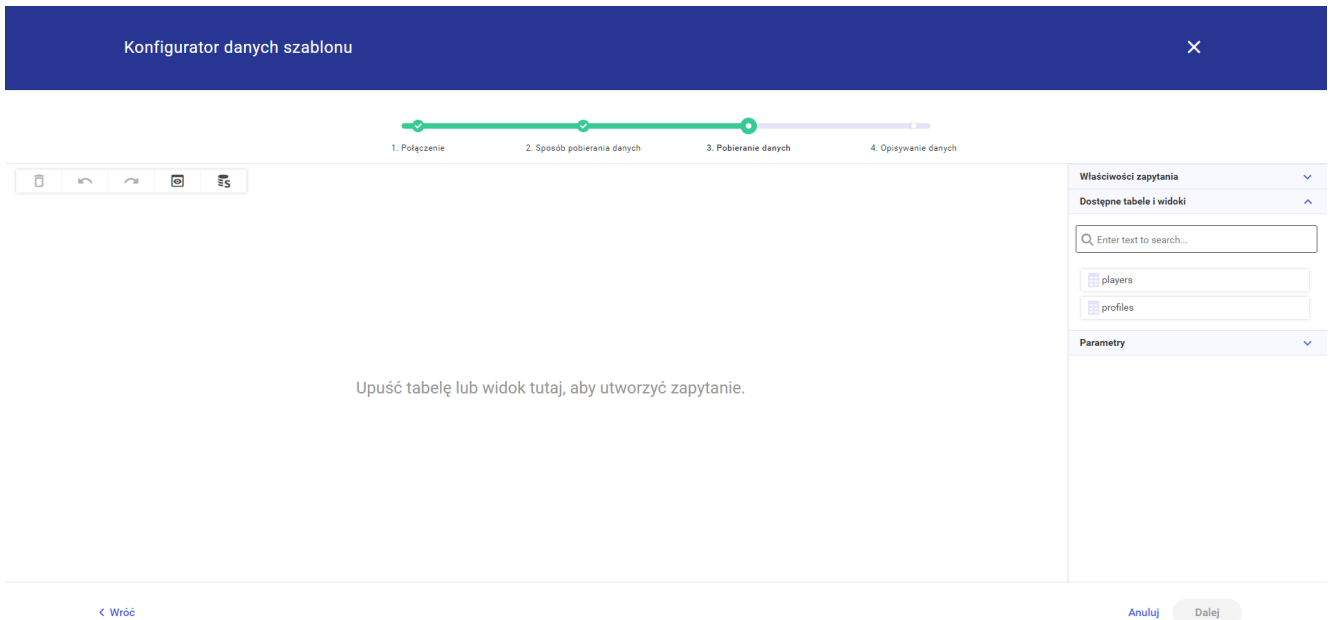 Konfigurator danych szablonu
1. Połączenie
2. Sposób pobierania danych
3. Pobieranie danych
4. Opisywanie danych
Właściwości zapytania
Dostępne tabele i widoki
Enter text to search...
players
profiles
Parametry
Upuść tabelę lub widok tutaj, aby utworzyć zapytanie.
Wróć
Anuluj
Dalej